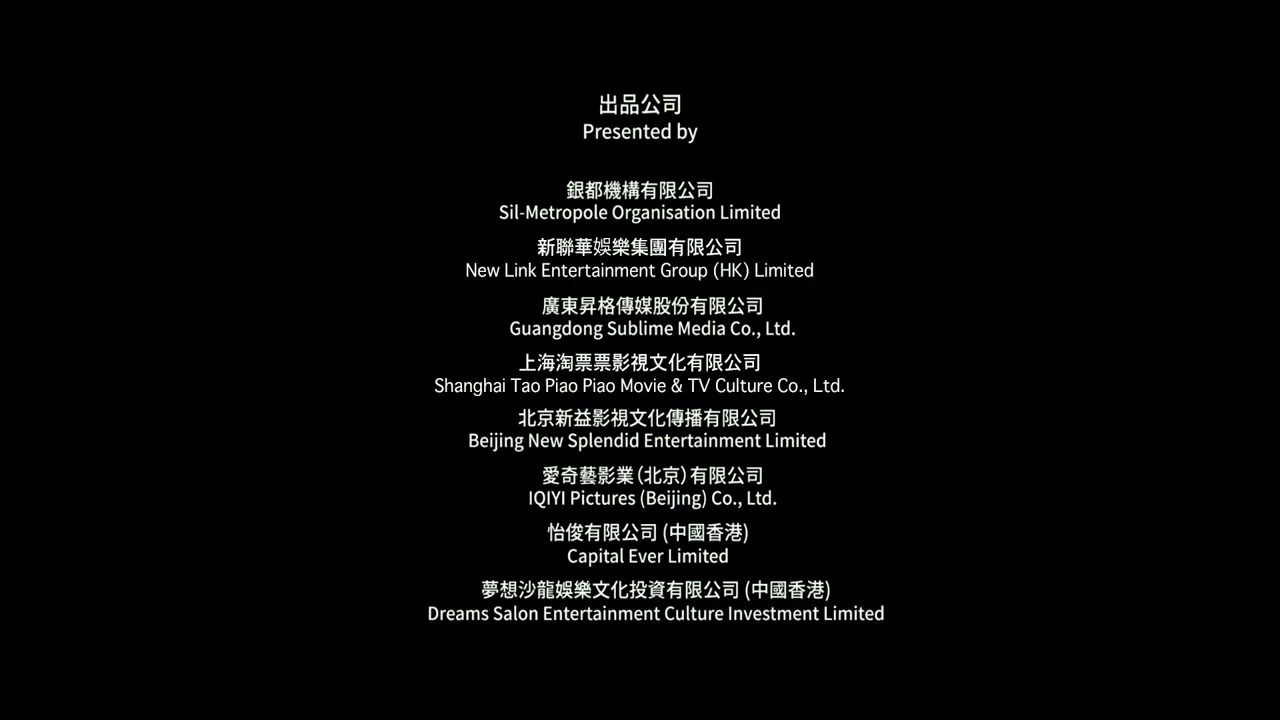 出品公司
Presented by
銀都機構有限公司
Sil-Metropole Organisation Limited
新聯華娛樂集團有限公司
New Link Entertainment Group (HK) Limited
廣東昇格傳媒股份有限公司
Guangdong Sublime Media Co., Ltd.
上海淘票票影視文化有限公司
Shanghai Tao Piao Piao Movie & TV Culture Co., Ltd.
北京新益影視文化傳播有限公司
Beijing New Splendid Entertainment Limited
愛奇藝影業(北京)有限公司
IQIYI Pictures (Beijing) Co., Ltd.
怡俊有限公司 (中國香港)
Capital Ever Limited
夢想沙龍娛樂文化投資有限公司 (中國香港)
Dreams Salon Entertainment Culture Investment Limited